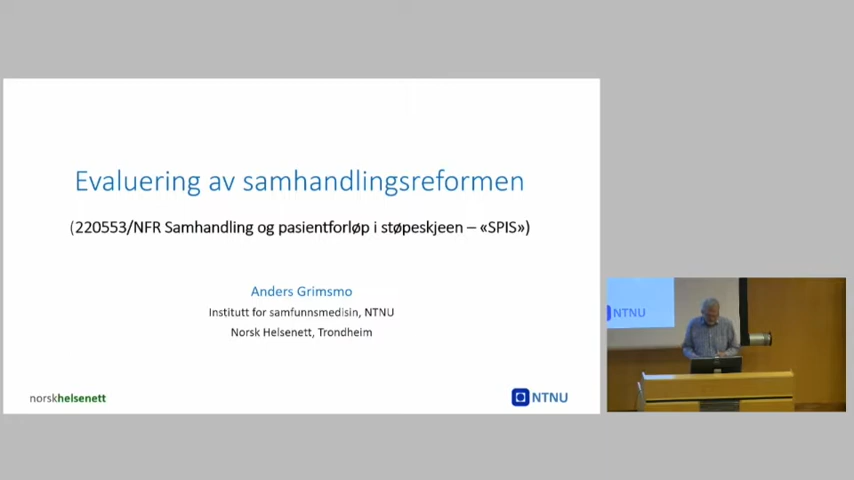 Evaluering av samhandlingsreformen
(220553/NFR Samhandling og pasientforløp i støpeskjeen – «SPIS»)
Anders Grimsmo
Institutt for samfunnsmedisin, NTNU
Norsk Helsenett, Trondheim
norskhelsenett
NTNU
NTNU